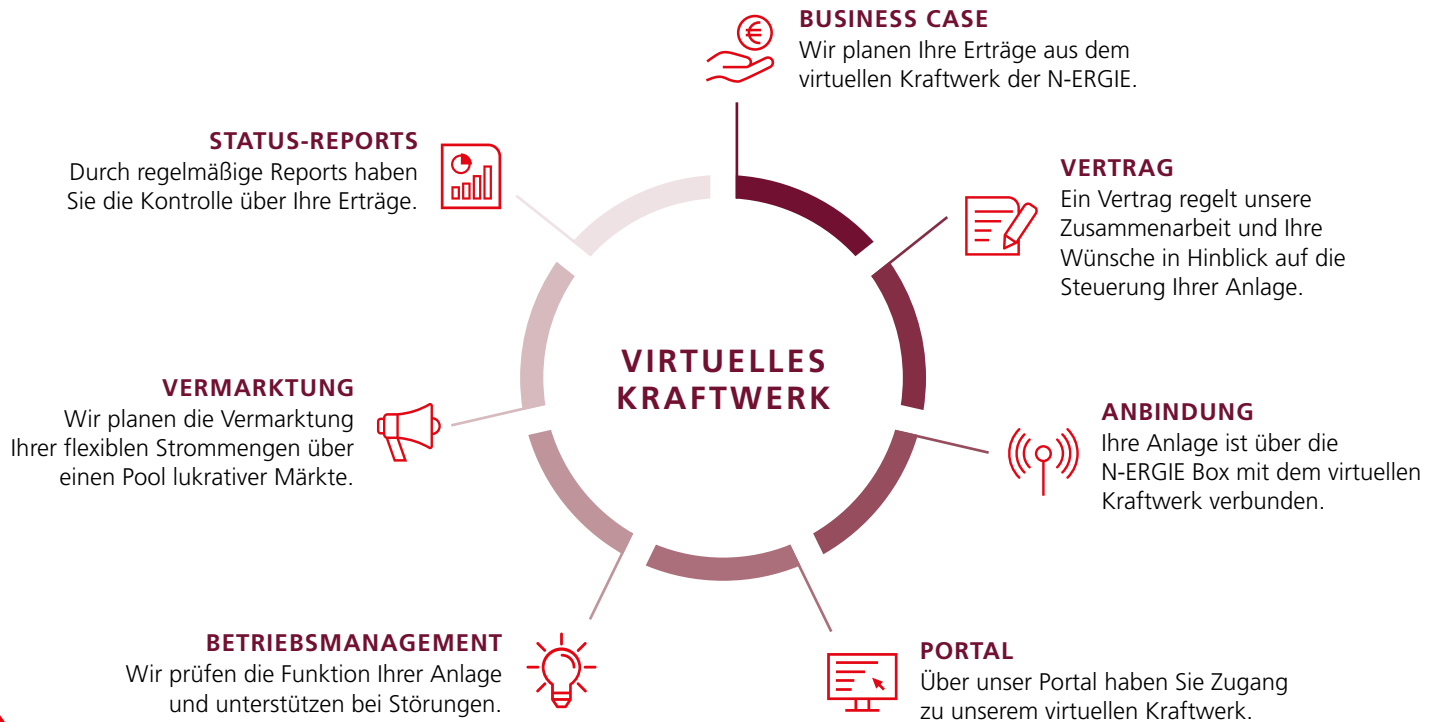 BUSINESS CASE
Wir planen Ihre Erträge aus dem
virtuellen Kraftwerk der N-ERGIE.
VERTRAG
Ein Vertrag regelt unsere
Zusammenarbeit und Ihre
Wünsche in Hinblick auf die
Steuerung Ihrer Anlage.
ANBINDUNG
Ihre Anlage ist über die
N-ERGIE Box mit dem virtuellen
Kraftwerk verbunden.
PORTAL
Über unser Portal haben Sie Zugang
zu unserem virtuellen Kraftwerk.
BETRIEBSMANAGEMENT
Wir prüfen die Funktion Ihrer Anlage
und unterstützen bei Störungen.
VERMARKTUNG
Wir planen die Vermarktung
Ihrer flexiblen Strommengen über
einen Pool lukrativer Märkte.
STATUS-REPORTS
Durch regelmäßige Reports haben
Sie die Kontrolle über Ihre Erträge.
VIRTUELLES
KRAFTWERK